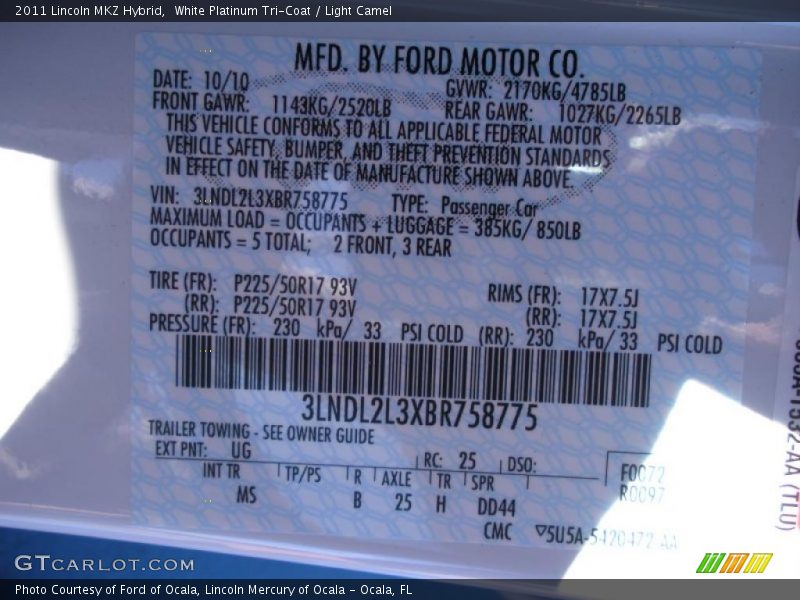 2011 Lincoln MKZ Hybrid, White Platinum Tri-Coat / Light Camel
MFD. BY FORD MOTOR CO.
DATE: 10/10 GVWR: 2170KG/4785LB
FRONT GAWR: 1143KG/2520LB REAR GAWR: 1027KG/2265LB
THIS VEHICLE CONFORMS TO ALL APPLICABLE FEDERAL MOTOR
VEHICLE SAFETY, BUMPER, AND THEFT PREVENTION STANDARDS
IN EFFECT ON THE DATE OF MANUFACTURE SHOWN ABOVE.
VIN: 3LNDL2L3XBR758775 TYPE: Passenger Car
MAXIMUM LOAD = OCCUPANTS + LUGGAGE = 385KG/ 850LB
OCCUPANTS = 5 TOTAL; 2 FRONT, 3 REAR
TIRE (FR): P225/50R17 93V RIMS (FR): 17X7.5J
(RR): P225/50R17 93V (RR): 17X7.5J
PRESSURE (FR): 230 kPa/ 33 PSI COLD (RR): 230 kPa/ 33 PSI COLD
3LNDL2L3XBR758775
TRAILER TOWING - SEE OWNER GUIDE
EXT PNT: UG RC: 25 DSO: F0072
INT TR TP/PS R AXLE TR SPR R0097
MS B 25 H DD44
CMC ▽5U5A-5420472-AA
(TLU)
GTCARLOT.COM
Photo Courtesy of Ford of Ocala, Lincoln Mercury of Ocala - Ocala, FL